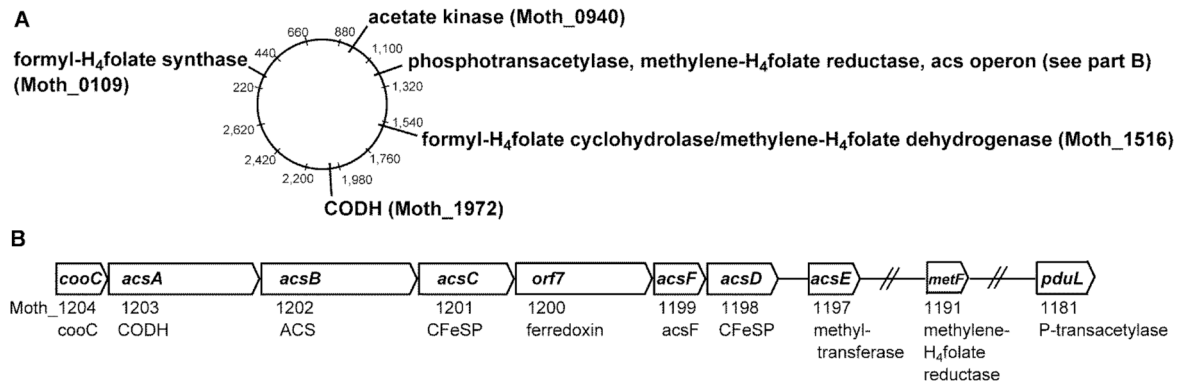 A
acetate kinase (Moth_0940)
660
880
440
1,100
formyl-H4folate synthase
(Moth_0109)
phosphotransacetylase, methylene-H4folate reductase, acs operon (see part B)
220
1,320
2,620
1,540
formyl-H4folate cyclohydrolase/methylene-H4folate dehydrogenase (Moth_1516)
2,420
1,760
2,200
1,980
CODH (Moth_1972)
B
cooC acsA acsB acsC orf7 acsF acsD acsE metF pduL
Moth_1204 1203 1202 1201 1200 1199 1198 1197 1191 1181
cooC CODH ACS CFeSP ferredoxin acsF CFeSP methyl- methylene- P-transacetylase
transferase H4folate
reductase